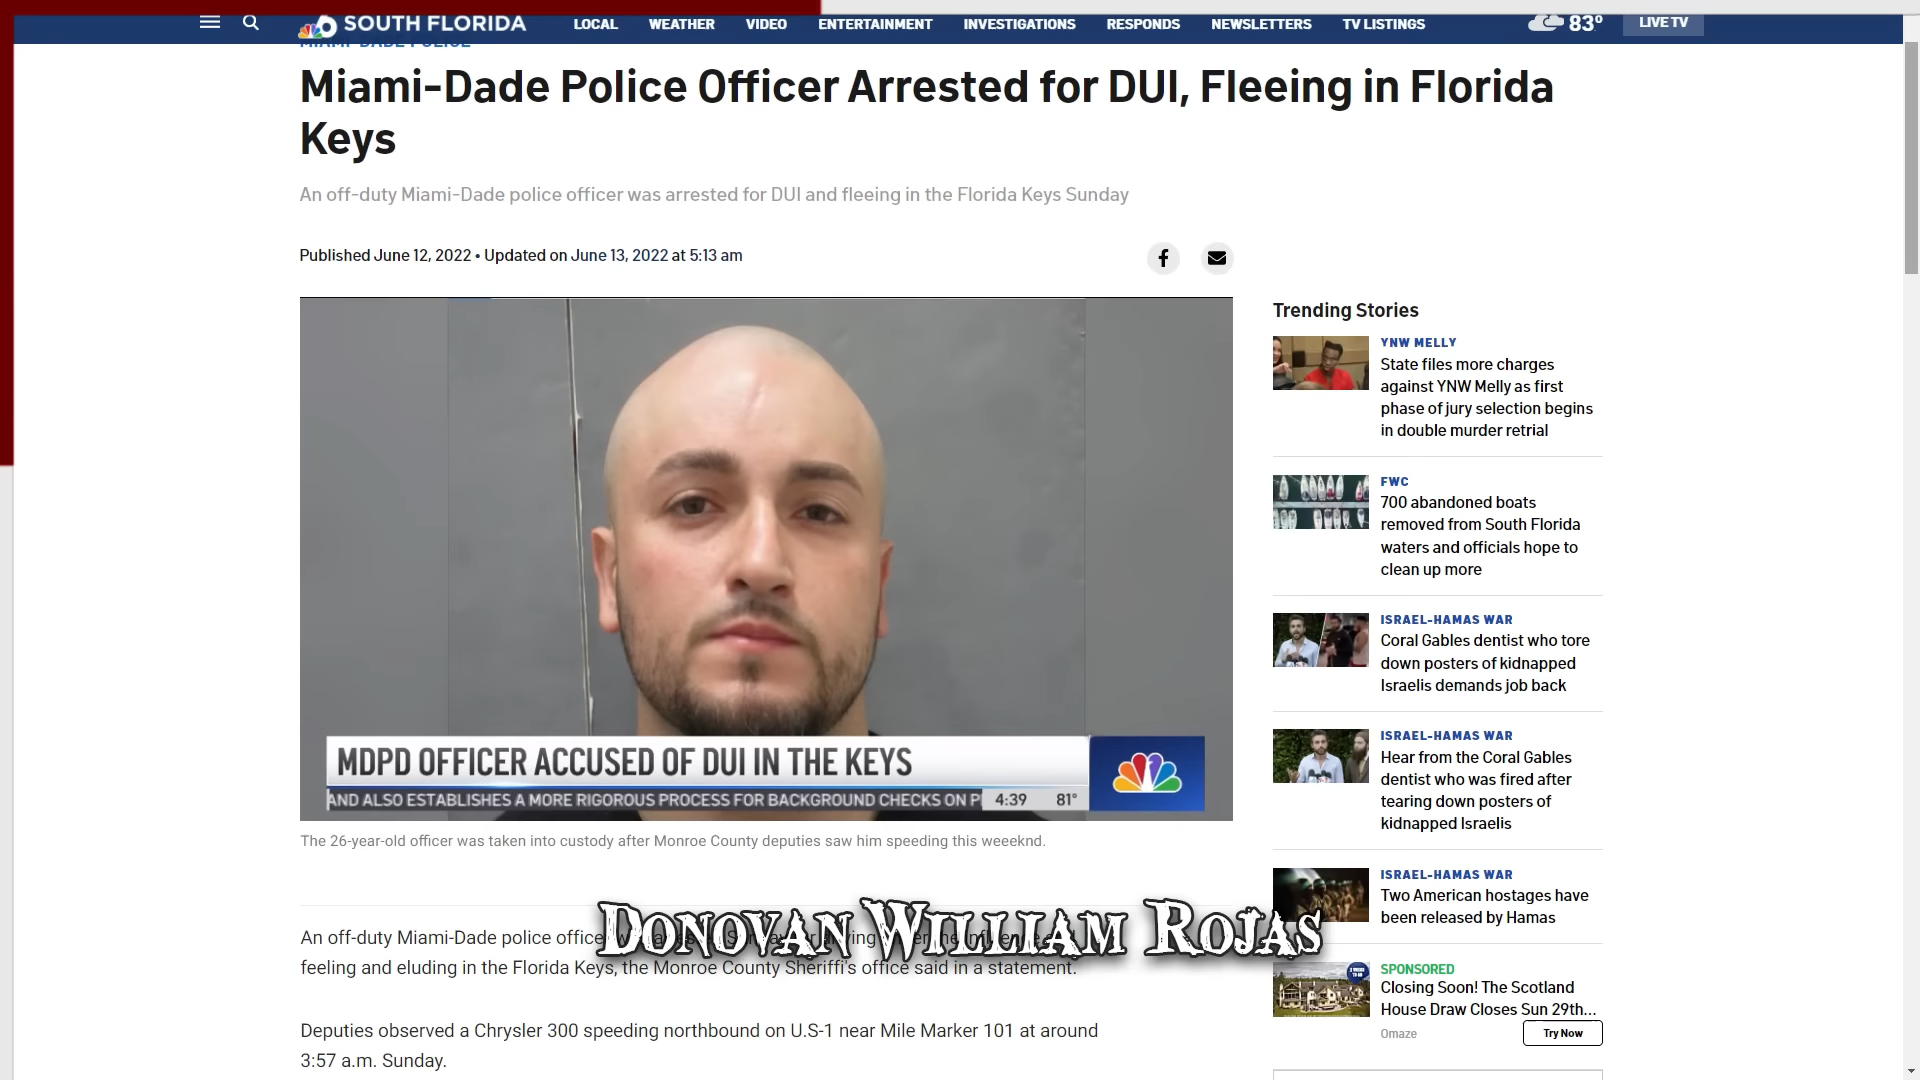 SOUTH FLORIDA
LOCAL
WEATHER
VIDEO
ENTERTAINMENT
INVESTIGATIONS
RESPONDS
NEWSLETTERS
TV LISTINGS
83º
LIVE TV
MIAMI-DADE POLICE
Miami-Dade Police Officer Arrested for DUI, Fleeing in Florida
Keys
An off-duty Miami-Dade police officer was arrested for DUI and fleeing in the Florida Keys Sunday
Published June 12, 2022 • Updated on June 13, 2022 at 5:13 am
MDPD OFFICER ACCUSED OF DUI IN THE KEYS
AND ALSO ESTABLISHES A MORE RIGOROUS PROCESS FOR BACKGROUND CHECKS ON P
4:39 81°
The 26-year-old officer was taken into custody after Monroe County deputies saw him speeding this weeeknd.
Donovan William Rojas
An off-duty Miami-Dade police office
feeling and eluding in the Florida Keys, the Monroe County Sheriffi's office said in a statement.
Deputies observed a Chrysler 300 speeding northbound on U.S-1 near Mile Marker 101 at around
3:57 a.m. Sunday.
Trending Stories
YNW MELLY
State files more charges
against YNW Melly as first
phase of jury selection begins
in double murder retrial
FWC
700 abandoned boats
removed from South Florida
waters and officials hope to
clean up more
ISRAEL-HAMAS WAR
Coral Gables dentist who tore
down posters of kidnapped
Israelis demands job back
ISRAEL-HAMAS WAR
Hear from the Coral Gables
dentist who was fired after
tearing down posters of
kidnapped Israelis
ISRAEL-HAMAS WAR
Two American hostages have
been released by Hamas
SPONSORED
Closing Soon! The Scotland
House Draw Closes Sun 29th...
Omaze
Try Now